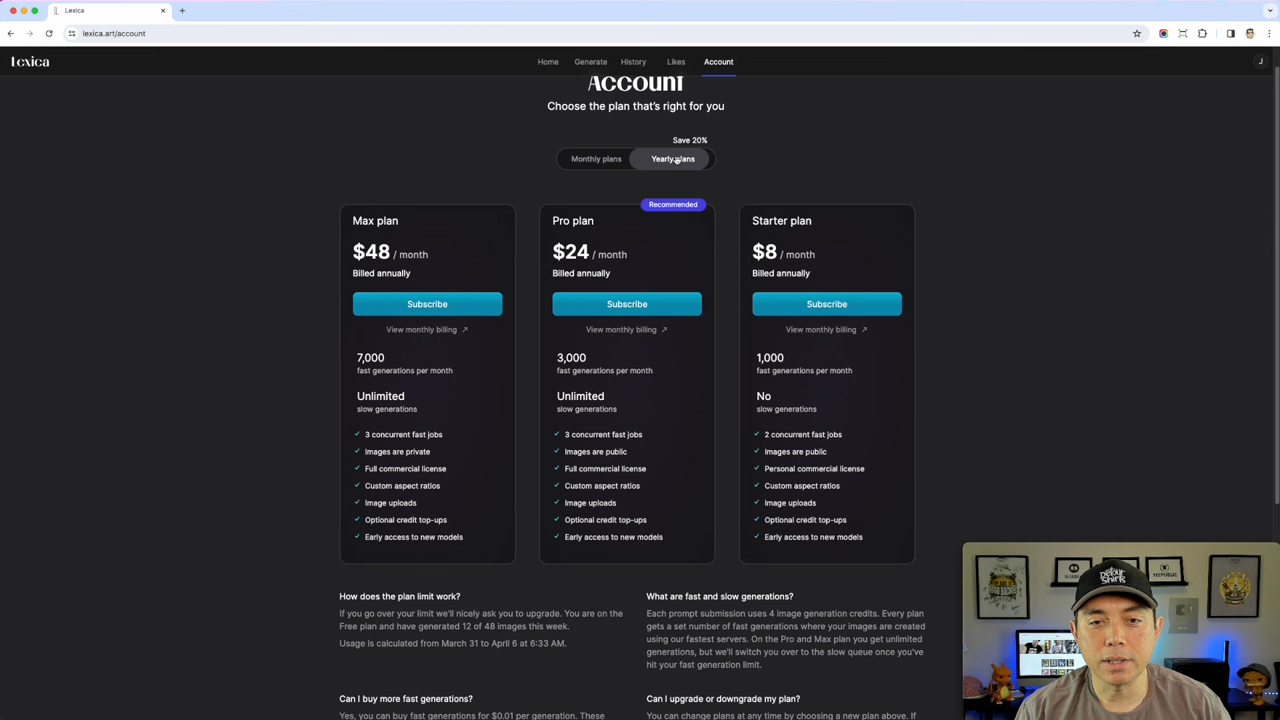 Lexica
lexica.art/account
Lexica
Home
Generate
History
Likes
Account
J
Account
Choose the plan that's right for you
Save 20%
Monthly plans
Yearly plans
Max plan
$48 / month
Billed annually
Subscribe
View monthly billing ↗
7,000
fast generations per month
Unlimited
slow generations
✓ 3 concurrent fast jobs
✓ Images are private
✓ Full commercial license
✓ Custom aspect ratios
✓ Image uploads
✓ Optional credit top-ups
✓ Early access to new models
Recommended
Pro plan
$24 / month
Billed annually
Subscribe
View monthly billing ↗
3,000
fast generations per month
Unlimited
slow generations
✓ 3 concurrent fast jobs
✓ Images are public
✓ Full commercial license
✓ Custom aspect ratios
✓ Image uploads
✓ Optional credit top-ups
✓ Early access to new models
Starter plan
$8 / month
Billed annually
Subscribe
View monthly billing ↗
1,000
fast generations per month
No
slow generations
✓ 2 concurrent fast jobs
✓ Images are public
✓ Personal commercial license
✓ Custom aspect ratios
✓ Image uploads
✓ Optional credit top-ups
✓ Early access to new models
How does the plan limit work?
If you go over your limit we'll nicely ask you to upgrade. You are on the
Free plan and have generated 12 of 48 images this week.
Usage is calculated from March 31 to April 6 at 6:33 AM.
What are fast and slow generations?
Each prompt submission uses 4 image generation credits. Every plan
gets a set number of fast generations where your images are created
using our fastest servers. On the Pro and Max plan you get unlimited
generations, but we'll switch you over to the slow queue once you've
hit your fast generation limit.
Can I buy more fast generations?
Yes, you can buy fast generations for $0.01 per generation. These
Can I upgrade or downgrade my plan?
You can change plans at any time by choosing a new plan above. If
DETOUR
SHIRTS
TEEPUBLIC